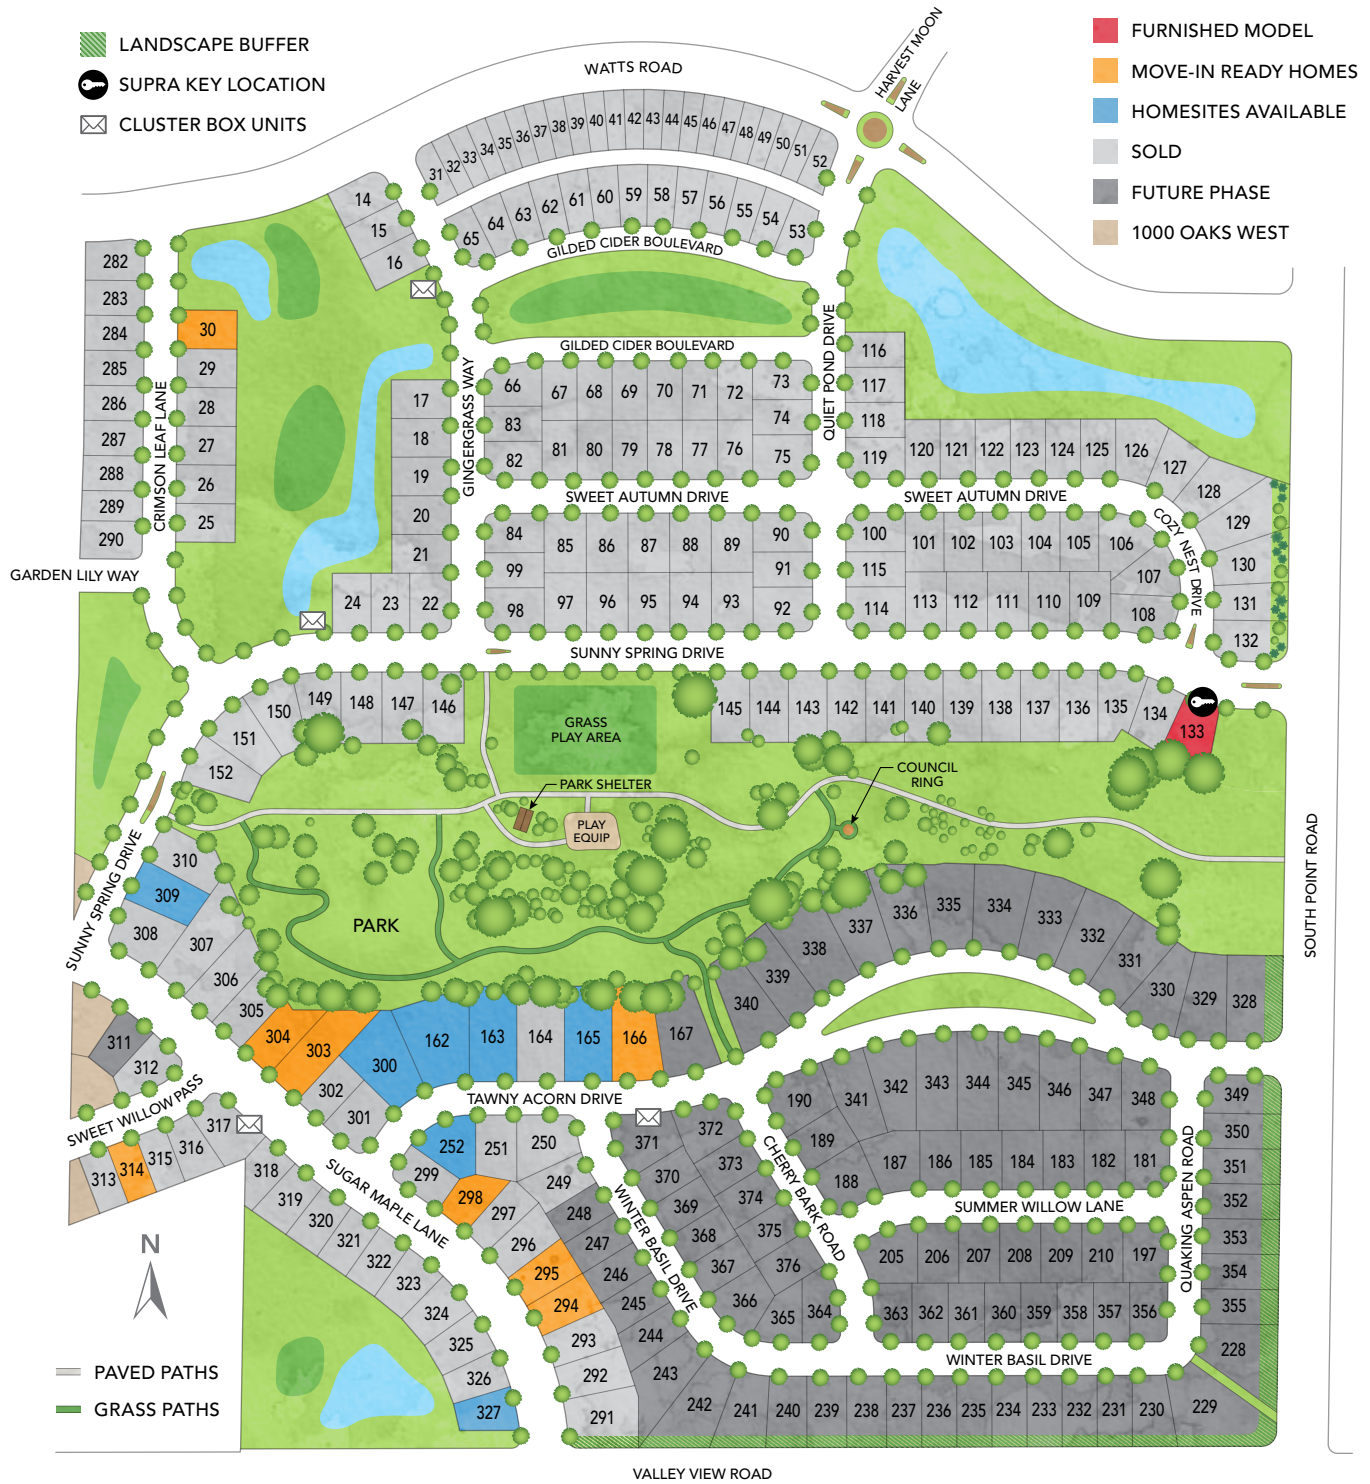 LANDSCAPE BUFFER
SUPRA KEY LOCATION
CLUSTER BOX UNITS
FURNISHED MODEL
MOVE-IN READY HOMES
HOMESITES AVAILABLE
SOLD
FUTURE PHASE
1000 OAKS WEST
WATTS ROAD
HARVEST MOON
LANE
31 32 33 34 35 36 37 38 39 40 41 42 43 44 45 46 47 48 49 50 51 52
65 64 63 62 61 60 59 58 57 56 55 54 53
GILDED CIDER BOULEVARD
14
15
16
282
283
284
285
286
287
288
289
290
30
29
28
27
26
25
CRIMSON LEAF LANE
GARDEN LILY WAY
17
18
19
20
21
24 23 22
GINGERGRASS WAY
GILDED CIDER BOULEVARD
QUIET POND DRIVE
66 67 68 69 70 71 72 73
83 74
82 81 80 79 78 77 76 75
SWEET AUTUMN DRIVE
84 85 86 87 88 89 90
99 91
98 97 96 95 94 93 92
116
117
118
119 120 121 122 123 124 125 126 127 128 129
130
131
132
SWEET AUTUMN DRIVE
COZY NEST DRIVE
100 101 102 103 104 105 106
115 107
114 113 112 111 110 109 108
SUNNY SPRING DRIVE
152 151 150 149 148 147 146
GRASS
PLAY AREA
145 144 143 142 141 140 139 138 137 136 135 134 133
PARK SHELTER
PLAY
EQUIP
COUNCIL
RING
PARK
SOUTH POINT ROAD
SUNNY SPRING DRIVE
310
309
308 307
306
305
304 303 300 162 163 164 165 166 167
302
301
340 339 338 337 336 335 334 333 332 331 330 329 328
311
312
SWEET WILLOW PASS
313 314 315 316 317
TAWNY ACORN DRIVE
318 319 320 321 322 323 324 325 326 327
SUGAR MAPLE LANE
252 251 250
299 249
298 297 296 295 294 293 292 291
248 247 246 245 244 243 242
WINTER BASIL DRIVE
371 372
370 373
369 374
368 375
367 376
366 365 364
CHERRY BARK ROAD
190 341 342 343 344 345 346 347 348
189
188 187 186 185 184 183 182 181
SUMMER WILLOW LANE
205 206 207 208 209 210 197
363 362 361 360 359 358 357 356
QUAKING ASPEN ROAD
349
350
351
352
353
354
355
228
229
WINTER BASIL DRIVE
241 240 239 238 237 236 235 234 233 232 231 230
N
PAVED PATHS
GRASS PATHS
VALLEY VIEW ROAD